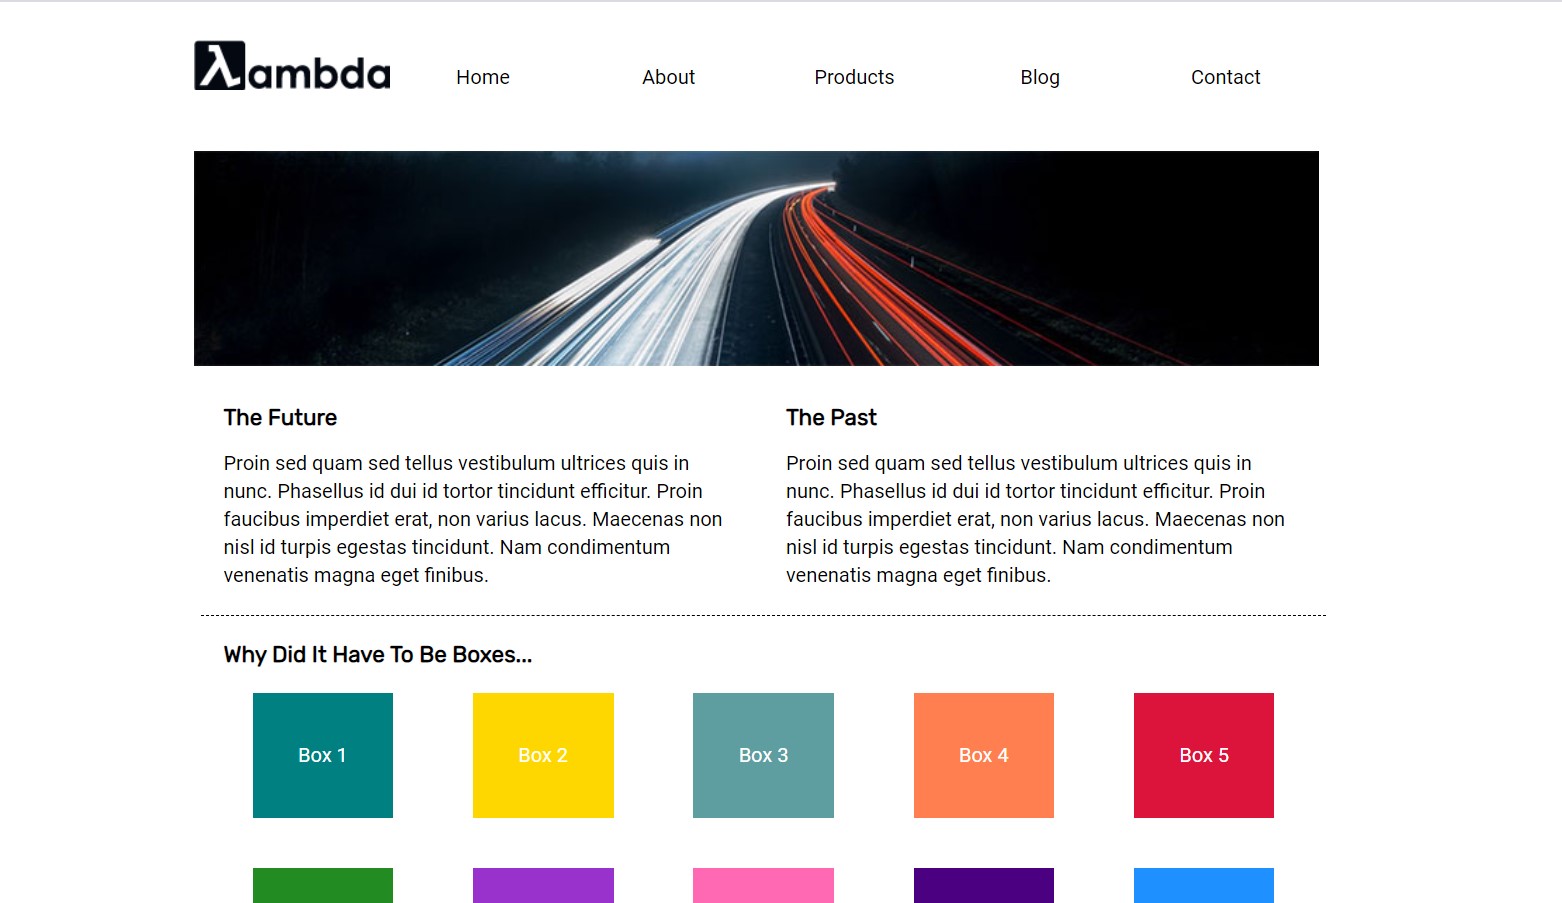 λambda
Home About Products Blog Contact
The Future
Proin sed quam sed tellus vestibulum ultrices quis in
nunc. Phasellus id dui id tortor tincidunt efficitur. Proin
faucibus imperdiet erat, non varius lacus. Maecenas non
nisl id turpis egestas tincidunt. Nam condimentum
venenatis magna eget finibus.
The Past
Proin sed quam sed tellus vestibulum ultrices quis in
nunc. Phasellus id dui id tortor tincidunt efficitur. Proin
faucibus imperdiet erat, non varius lacus. Maecenas non
nisl id turpis egestas tincidunt. Nam condimentum
venenatis magna eget finibus.
Why Did It Have To Be Boxes...
Box 1 Box 2 Box 3 Box 4 Box 5